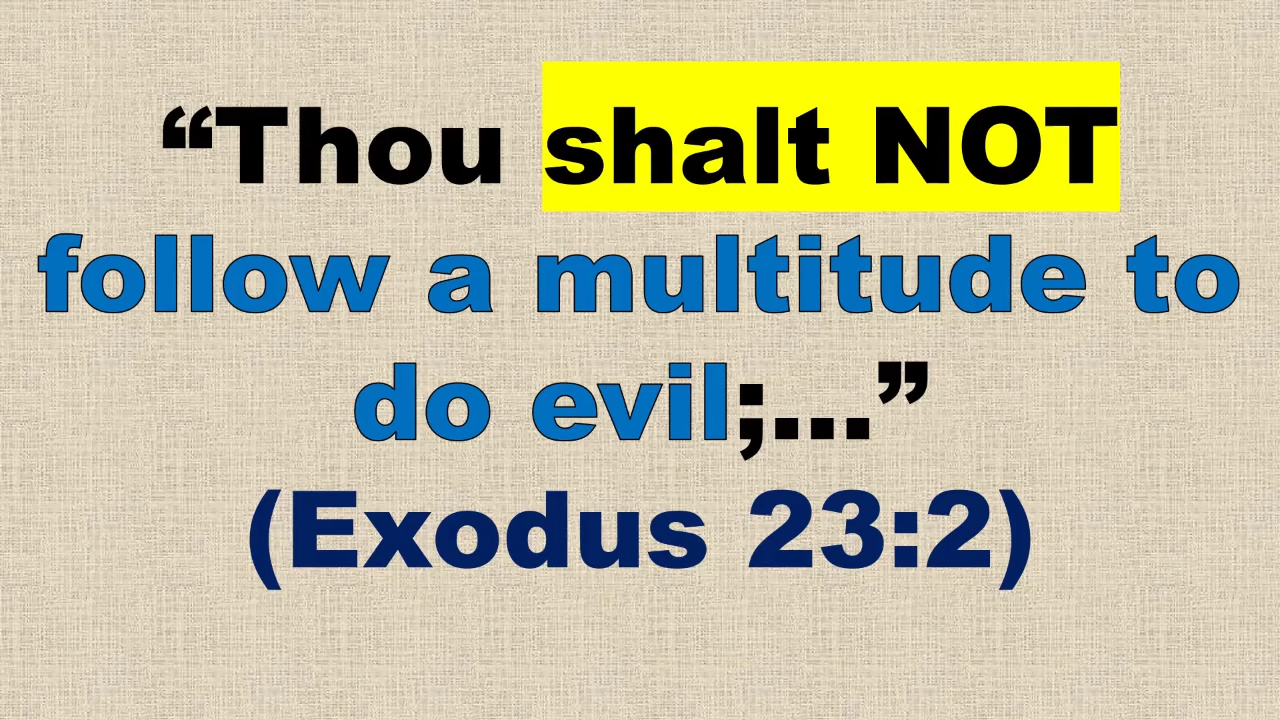 “Thou shalt NOT
follow a multitude to
do evil;...”
(Exodus 23:2)